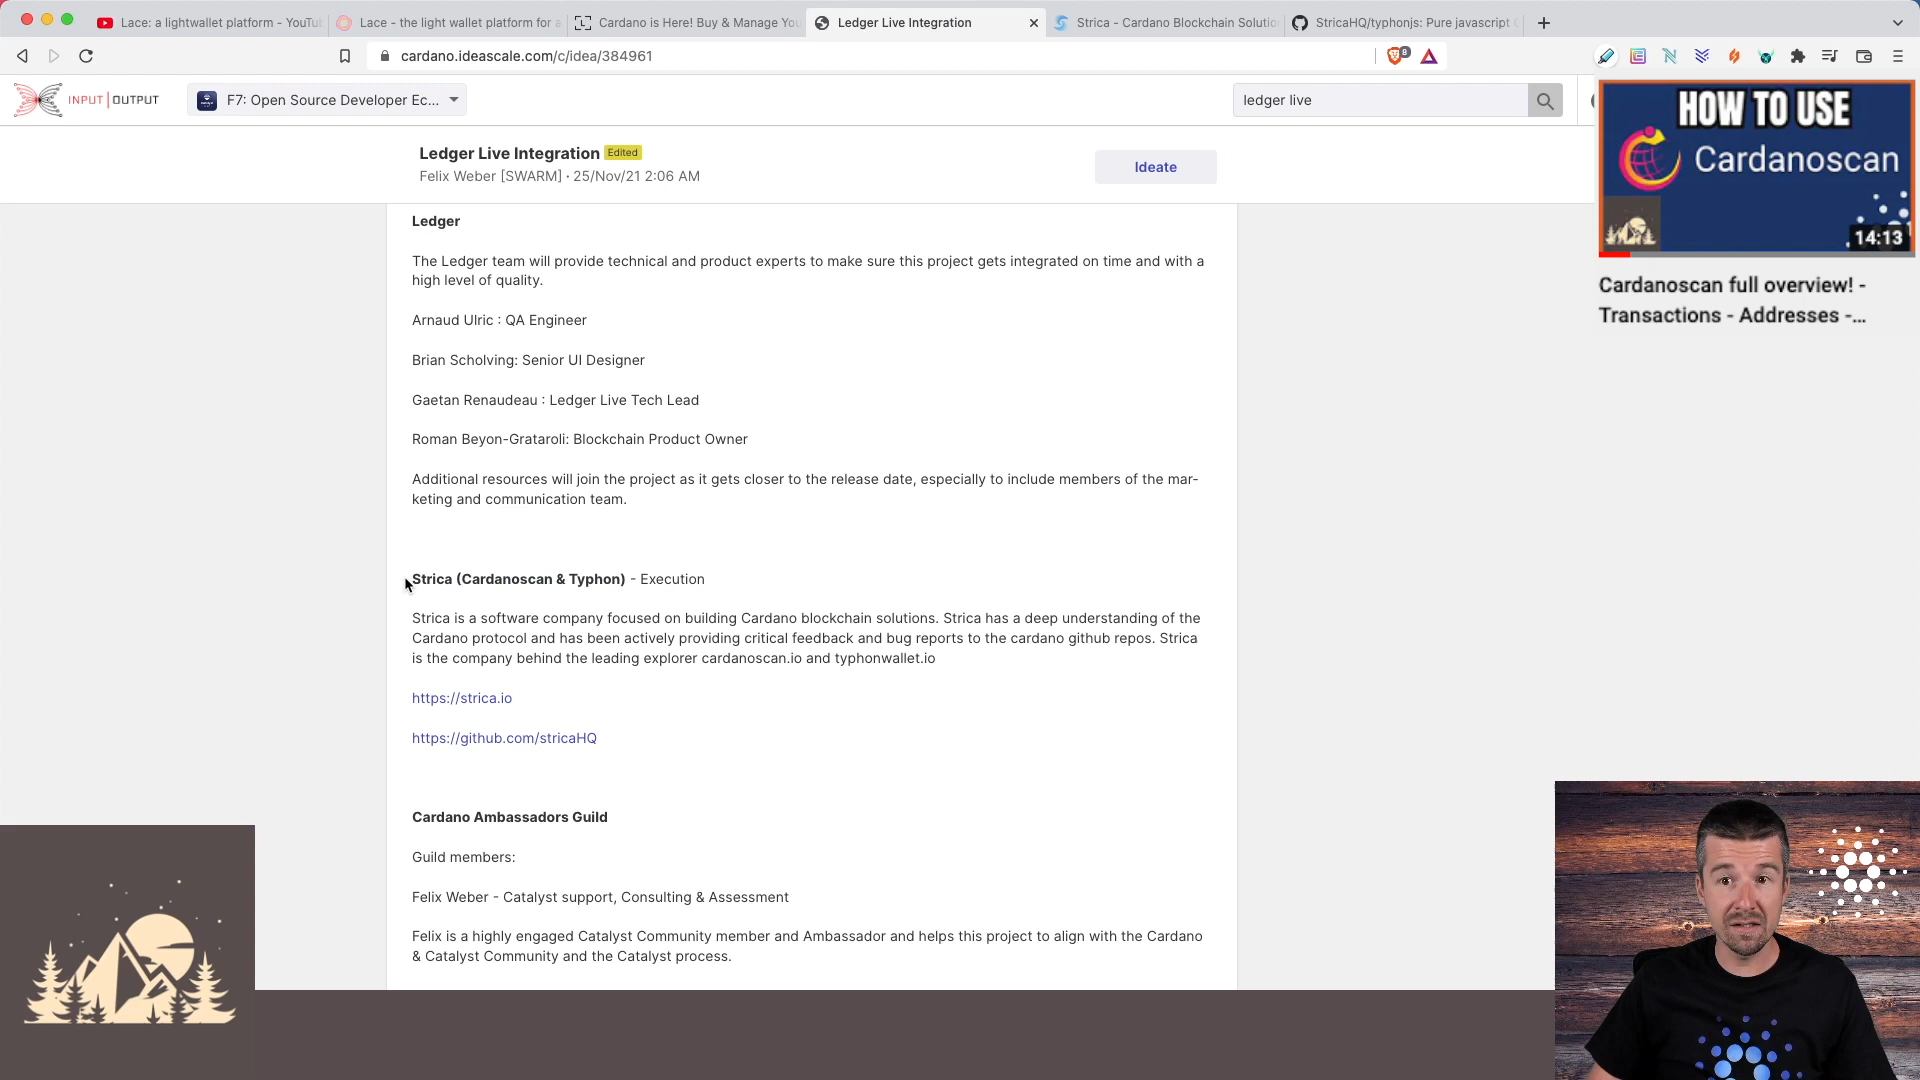 Lace: a lightwallet platform - YouTu
Lace - the light wallet platform for a
Cardano is Here! Buy & Manage You
Ledger Live Integration
Strica - Cardano Blockchain Solution
StricaHQ/typhonjs: Pure javascript C
cardano.ideascale.com/c/idea/384961
8
INPUT | OUTPUT
F7: Open Source Developer Ec...
ledger live
Ledger Live Integration Edited
Felix Weber [SWARM] · 25/Nov/21 2:06 AM
Ideate
Ledger
The Ledger team will provide technical and product experts to make sure this project gets integrated on time and with a
high level of quality.
Arnaud Ulric : QA Engineer
Brian Scholving: Senior UI Designer
Gaetan Renaudeau : Ledger Live Tech Lead
Roman Beyon-Grataroli: Blockchain Product Owner
Additional resources will join the project as it gets closer to the release date, especially to include members of the mar-
keting and communication team.
Strica (Cardanoscan & Typhon) - Execution
Strica is a software company focused on building Cardano blockchain solutions. Strica has a deep understanding of the
Cardano protocol and has been actively providing critical feedback and bug reports to the cardano github repos. Strica
is the company behind the leading explorer cardanoscan.io and typhonwallet.io
https://strica.io
https://github.com/stricaHQ
Cardano Ambassadors Guild
Guild members:
Felix Weber - Catalyst support, Consulting & Assessment
Felix is a highly engaged Catalyst Community member and Ambassador and helps this project to align with the Cardano
& Catalyst Community and the Catalyst process.
HOW TO USE
Cardanoscan
14:13
Cardanoscan full overview! -
Transactions - Addresses -...